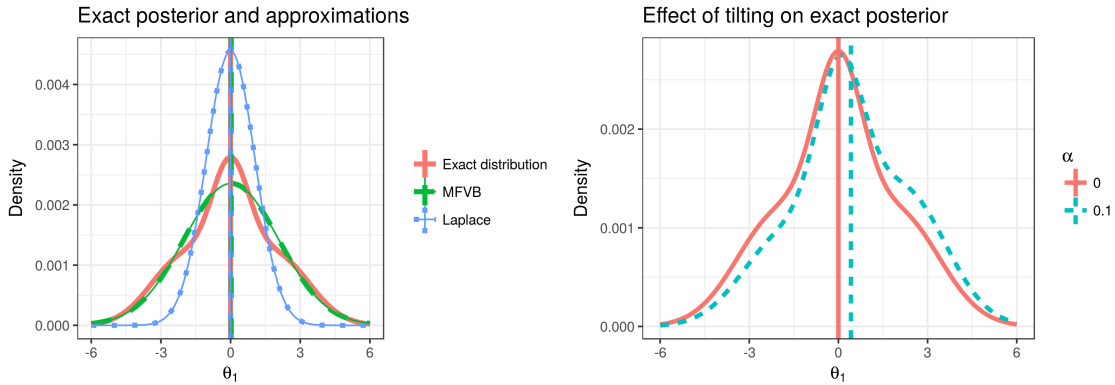 Exact posterior and approximations
Density
0.004
0.003
0.002
0.001
0.000
-6
-3
0
3
6
θ1
Exact distribution
MFVB
Laplace
Effect of tilting on exact posterior
Density
0.002
0.001
0.000
-6
-3
0
3
6
θ1
α
0
0.1